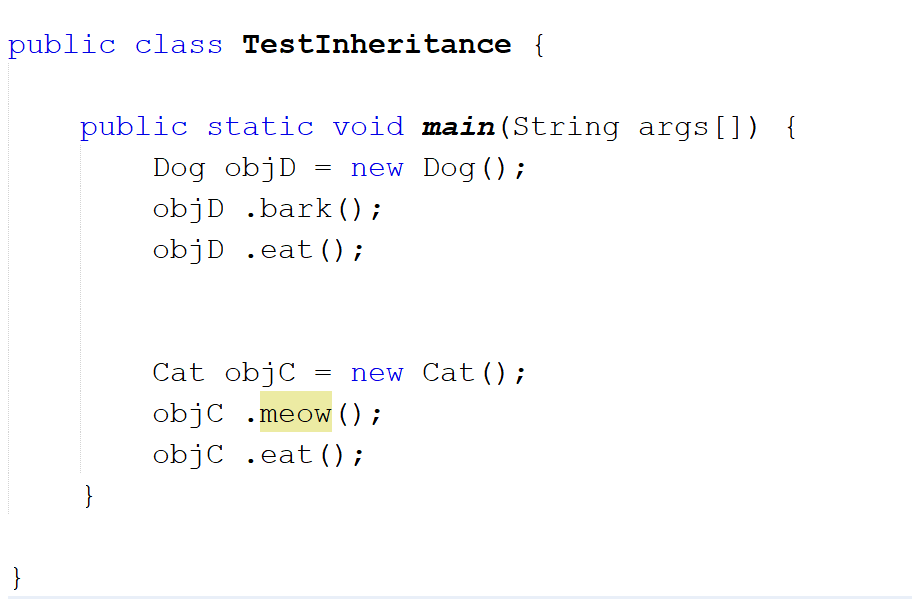 public class TestInheritance {
public static void main(String args[]) {
Dog objD = new Dog();
objD .bark();
objD .eat();
Cat objC = new Cat();
objC .meow();
objC .eat();
}
}